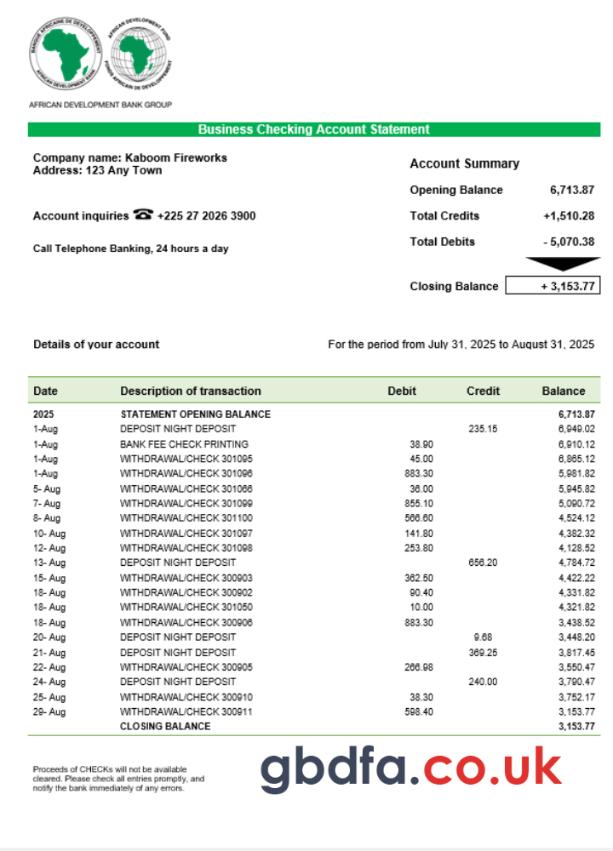 BANQUE AFRICAINE DE DEVELOPPEMENT
AFRICAN DEVELOPMENT BANK
AFRICAN DEVELOPMENT FUND
FONDS AFRICAIN DE DEVELOPPEMENT
AFRICAN DEVELOPMENT BANK GROUP
Business Checking Account Statement
Company name: Kaboom Fireworks
Address: 123 Any Town
Account inquiries ☎ +225 27 2026 3900
Call Telephone Banking, 24 hours a day
Account Summary
Opening Balance 6,713.87
Total Credits +1,510.28
Total Debits - 5,070.38
Closing Balance + 3,153.77
Details of your account For the period from July 31, 2025 to August 31, 2025
Date Description of transaction Debit Credit Balance
2025 STATEMENT OPENING BALANCE 6,713.87
1-Aug DEPOSIT NIGHT DEPOSIT 235.15 6,949.02
1-Aug BANK FEE CHECK PRINTING 38.90 6,910.12
1-Aug WITHDRAWAL/CHECK 301095 45.00 6,865.12
1-Aug WITHDRAWAL/CHECK 301096 883.30 5,981.82
5- Aug WITHDRAWAL/CHECK 301066 36.00 5,945.82
7- Aug WITHDRAWAL/CHECK 301099 855.10 5,090.72
8- Aug WITHDRAWAL/CHECK 301100 566.60 4,524.12
10- Aug WITHDRAWAL/CHECK 301097 141.80 4,382.32
12- Aug WITHDRAWAL/CHECK 301098 253.80 4,128.52
13- Aug DEPOSIT NIGHT DEPOSIT 656.20 4,784.72
15- Aug WITHDRAWAL/CHECK 300903 362.50 4,422.22
18- Aug WITHDRAWAL/CHECK 300902 90.40 4,331.82
18- Aug WITHDRAWAL/CHECK 301050 10.00 4,321.82
18- Aug WITHDRAWAL/CHECK 300906 883.30 3,438.52
20- Aug DEPOSIT NIGHT DEPOSIT 9.68 3,448.20
21- Aug DEPOSIT NIGHT DEPOSIT 369.25 3,817.45
22- Aug WITHDRAWAL/CHECK 300905 266.98 3,550.47
24- Aug DEPOSIT NIGHT DEPOSIT 240.00 3,790.47
25- Aug WITHDRAWAL/CHECK 300910 38.30 3,752.17
29- Aug WITHDRAWAL/CHECK 300911 598.40 3,153.77
CLOSING BALANCE 3,153.77
Proceeds of CHECKs will not be available
cleared. Please check all entries promptly, and
notify the bank immediately of any errors.
gbdfa.co.uk